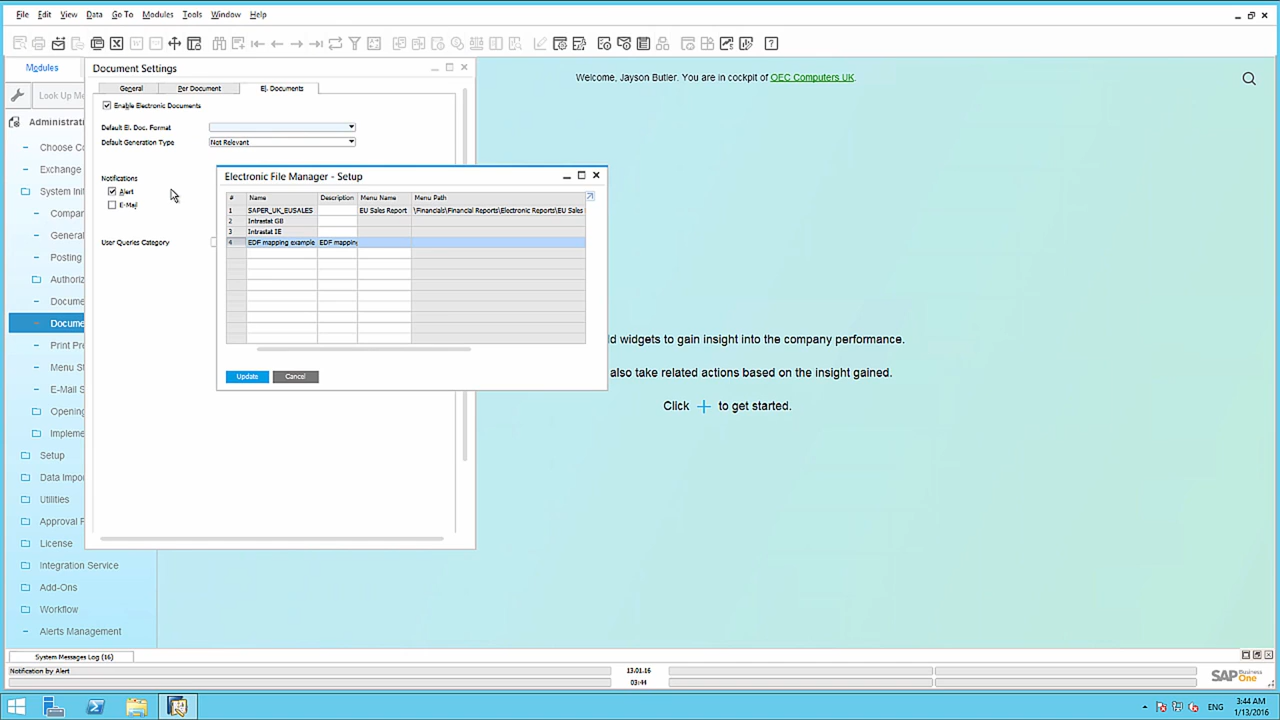 File Edit View Data Go To Modules Tools Window Help
Modules
Look Up Me
Administrati
Choose Co
Exchange
System Init
Compan
General
Posting
Authoriz
Docume
Docume
Print Pre
Menu St
E-Mail S
Opening
Impleme
Setup
Data Impor
Utilities
Approval P
License
Integration Service
Add-Ons
Workflow
Alerts Management
Document Settings
General Per Document El. Documents
Enable Electronic Documents
Default El. Doc. Format
Default Generation Type Not Relevant
Notifications
Alert
E-Mail
User Queries Category
Electronic File Manager - Setup
# Name Description Menu Name Menu Path
1 SAPER_UK_EUSALES EU Sales Report \Financials\Financial Reports\Electronic Reports\EU Sales
2 Intrastat GB
3 Intrastat IE
4 EDF mapping example EDF mapping
Update Cancel
Welcome, Jayson Butler. You are in cockpit of OEC Computers UK.
d widgets to gain insight into the company performance.
also take related actions based on the insight gained.
Click + to get started.
System Messages Log (16)
Notification by Alert 13.01.16
03:44
SAP Business One
ENG 3:44 AM
1/13/2016